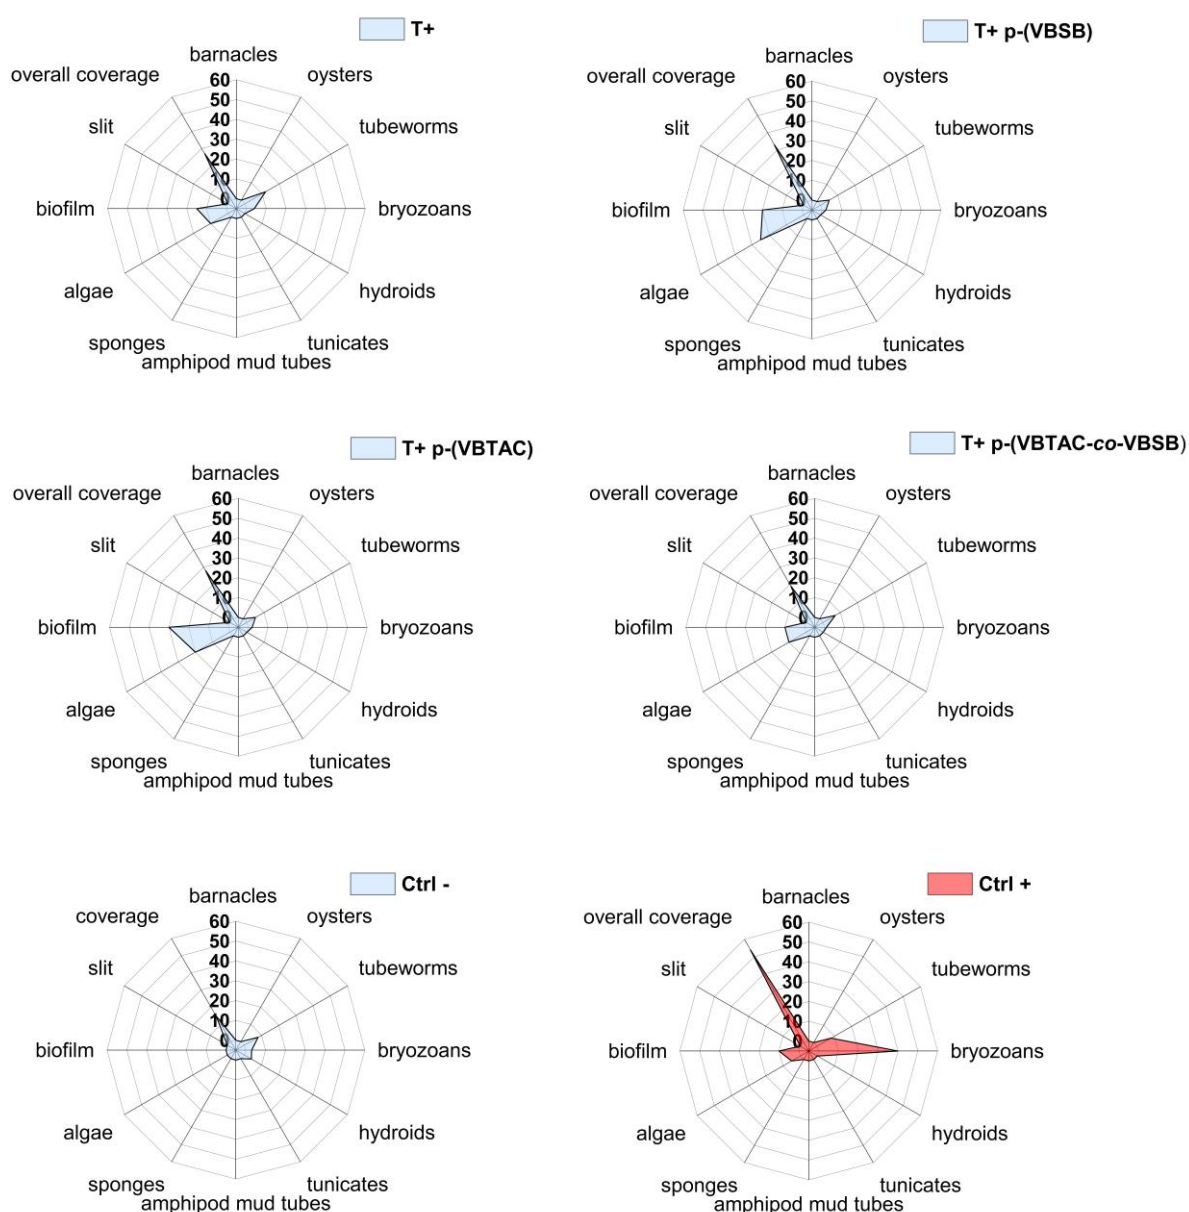 T+
barnacles
overall coverage
oysters
slit
tubeworms
biofilm
bryozoans
algae
hydroids
sponges
tunicates
amphipod mud tubes
60
50
40
30
20
10
0
T+ p-(VBSB)
barnacles
overall coverage
oysters
slit
tubeworms
biofilm
bryozoans
algae
hydroids
sponges
tunicates
amphipod mud tubes
60
50
40
30
20
10
0
T+ p-(VBTAC)
barnacles
overall coverage
oysters
slit
tubeworms
biofilm
bryozoans
algae
hydroids
sponges
tunicates
amphipod mud tubes
60
50
40
30
20
10
0
T+ p-(VBTAC-co-VBSB)
barnacles
overall coverage
oysters
slit
tubeworms
biofilm
bryozoans
algae
hydroids
sponges
tunicates
amphipod mud tubes
60
50
40
30
20
10
0
Ctrl -
barnacles
coverage
oysters
slit
tubeworms
biofilm
bryozoans
algae
hydroids
sponges
tunicates
amphipod mud tubes
60
50
40
30
20
10
0
Ctrl +
barnacles
overall coverage
oysters
slit
tubeworms
biofilm
bryozoans
algae
hydroids
sponges
tunicates
amphipod mud tubes
60
50
40
30
20
10
0